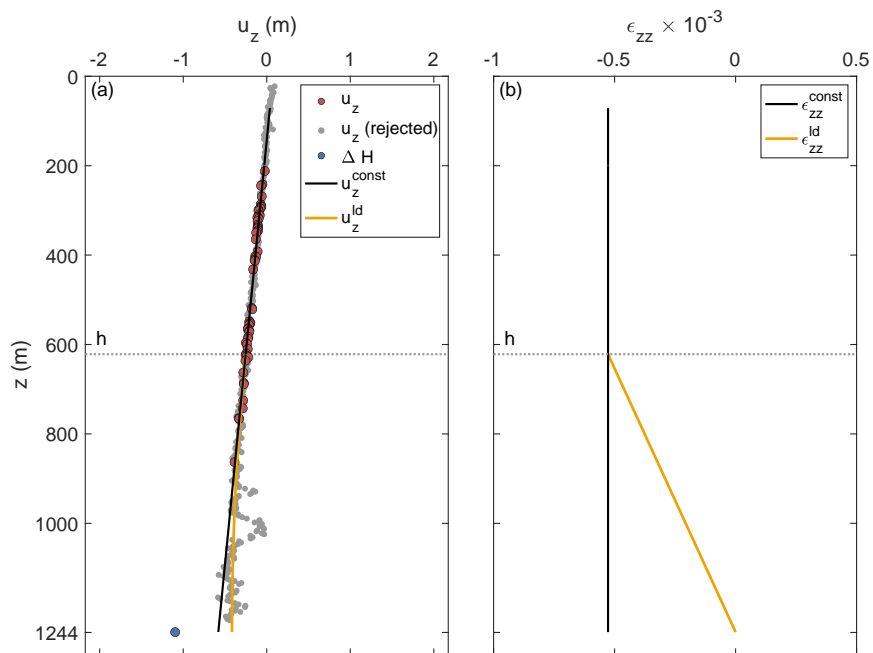 u_z (m)
-2 -1 0 1 2
(a)
0
200
400
600
800
1000
1244
z (m)
h
u_z
u_z (rejected)
Δ H
u_z^const
u_z^ld
ϵ_zz × 10^-3
-1 -0.5 0 0.5
(b)
h
ϵ_zz^const
ϵ_zz^ld